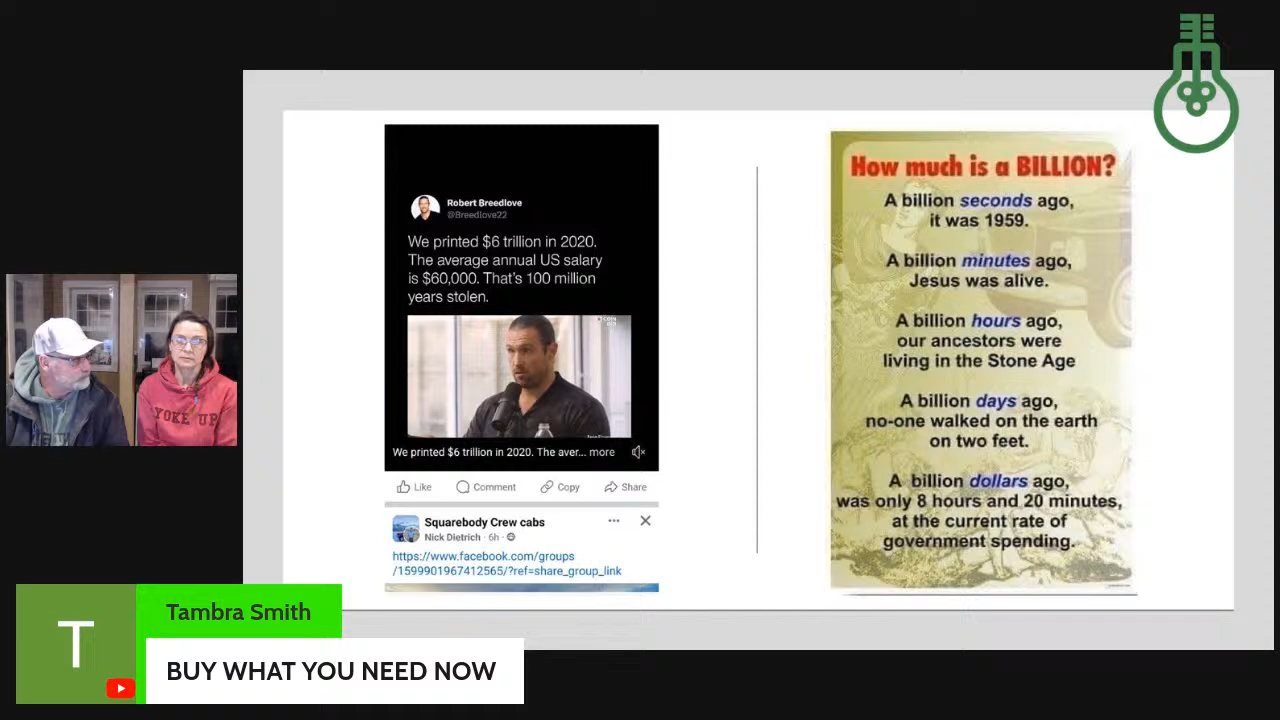 Robert Breedlove
@Breedlove22
We printed $6 trillion in 2020.
The average annual US salary
is $60,000. That's 100 million
years stolen.
We printed $6 trillion in 2020. The aver... more
Like Comment Copy Share
Squarebody Crew cabs
Nick Dietrich · 6h ·
https://www.facebook.com/groups
/1599901967412565/?ref=share_group_link
How much is a BILLION?
A billion seconds ago,
it was 1959.
A billion minutes ago,
Jesus was alive.
A billion hours ago,
our ancestors were
living in the Stone Age
A billion days ago,
no-one walked on the earth
on two feet.
A billion dollars ago,
was only 8 hours and 20 minutes,
at the current rate of
government spending.
YOKE UP
T
Tambra Smith
BUY WHAT YOU NEED NOW